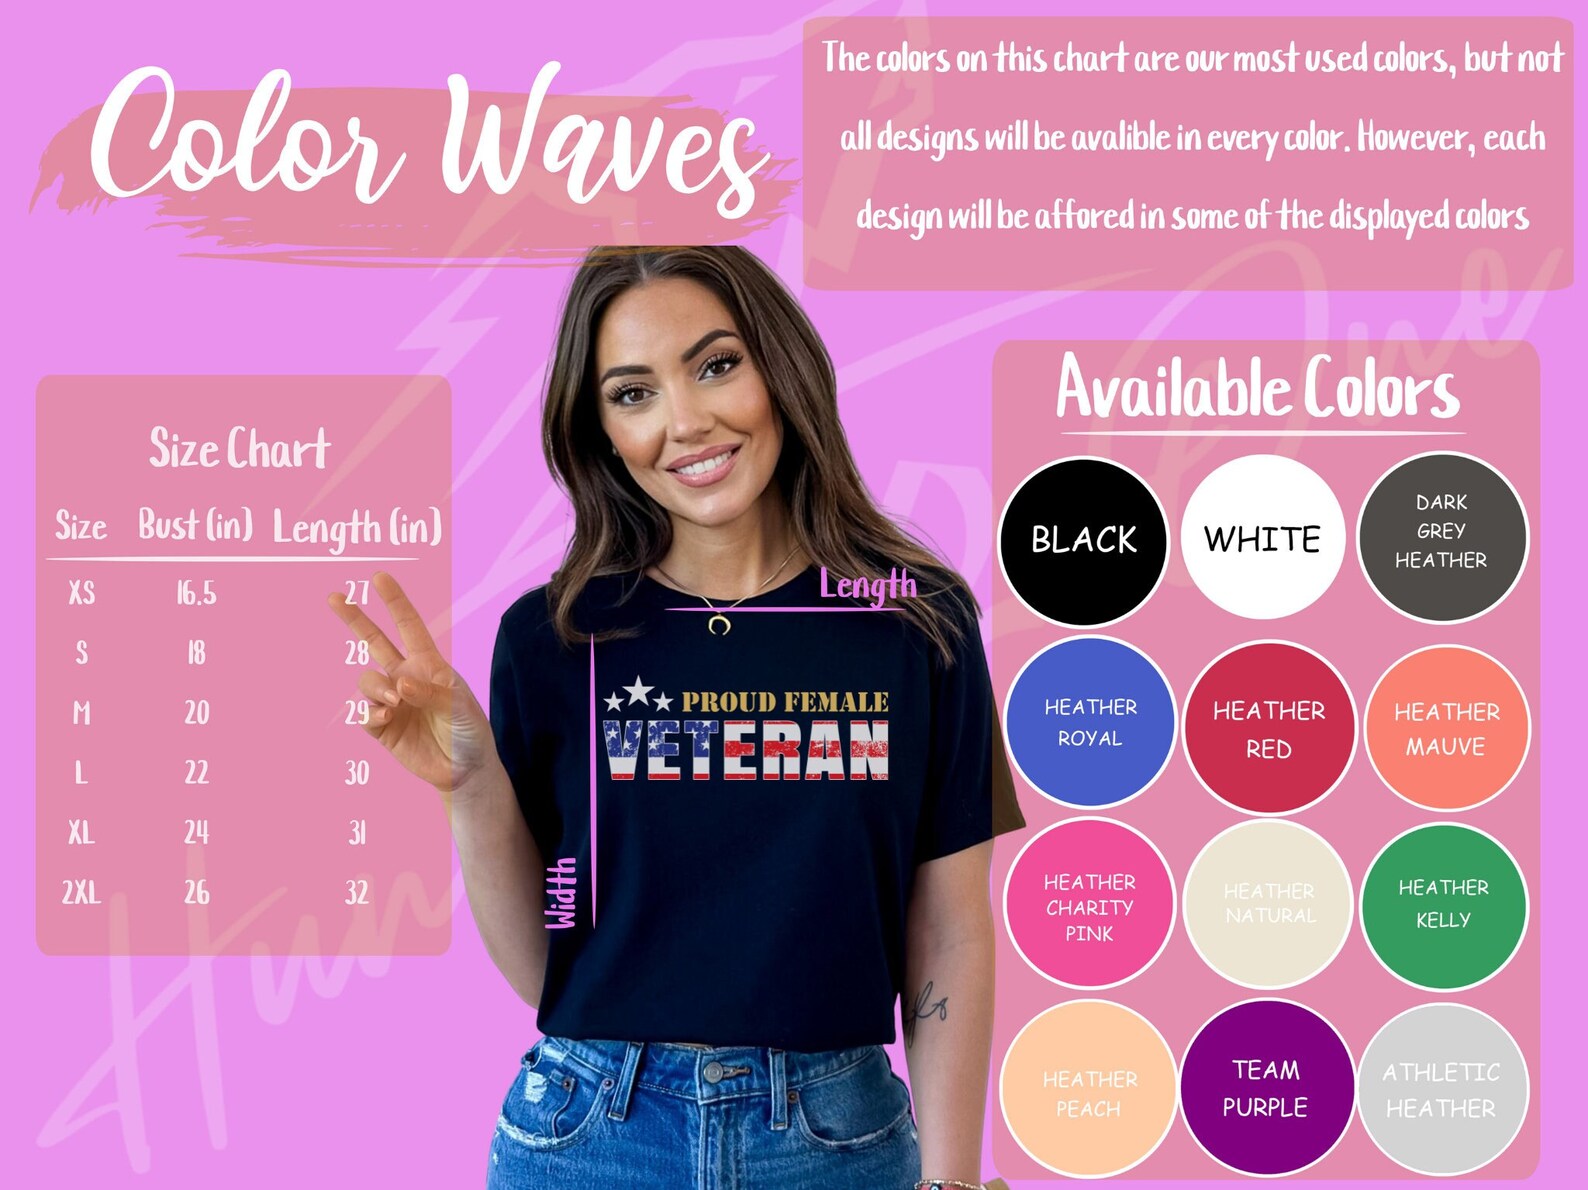 Color Waves
The colors on this chart are our most used colors, but not
all designs will be avalible in every color. However, each
design will be affored in some of the displayed colors
Size Chart
Size Bust (in) Length (in)
XS 16.5 27
S 18 28
M 20 29
L 22 30
XL 24 31
2XL 26 32
Length
Width
PROUD FEMALE
VETERAN
Available Colors
BLACK
WHITE
DARK
GREY
HEATHER
HEATHER
ROYAL
HEATHER
RED
HEATHER
MAUVE
HEATHER
CHARITY
PINK
HEATHER
NATURAL
HEATHER
KELLY
HEATHER
PEACH
TEAM
PURPLE
ATHLETIC
HEATHER